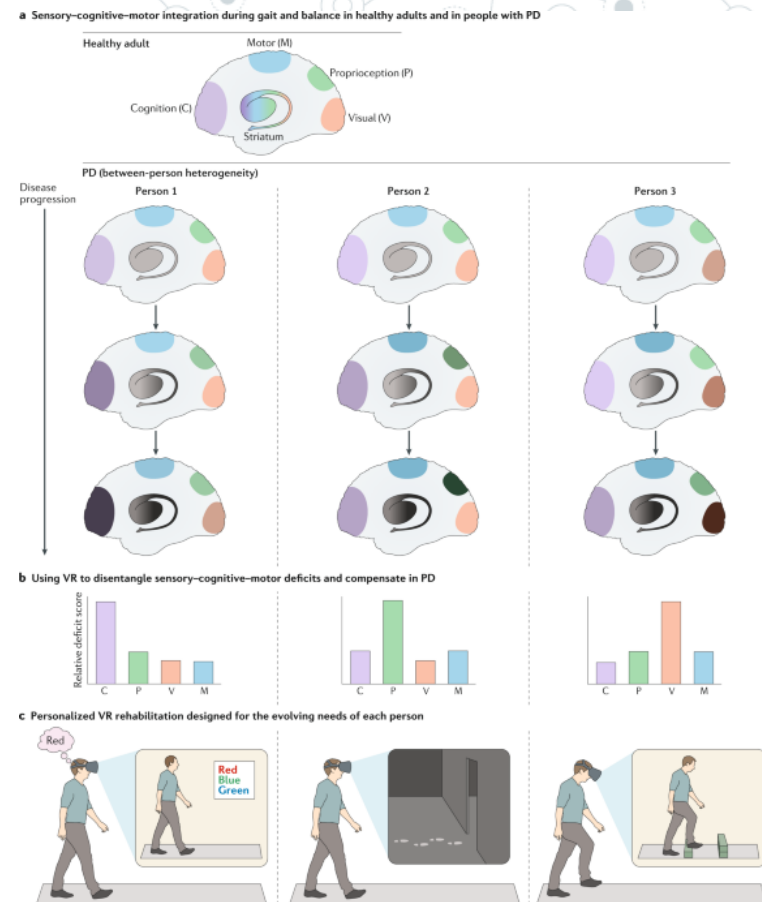 a Sensory–cognitive–motor integration during gait and balance in healthy adults and in people with PD
Healthy adult
Motor (M)
Proprioception (P)
Cognition (C)
Visual (V)
Striatum
PD (between-person heterogeneity)
Disease
progression
Person 1
Person 2
Person 3
b Using VR to disentangle sensory–cognitive–motor deficits and compensate in PD
Relative deficit score
C P V M
C P V M
C P V M
c Personalized VR rehabilitation designed for the evolving needs of each person
Red
Red
Blue
Green